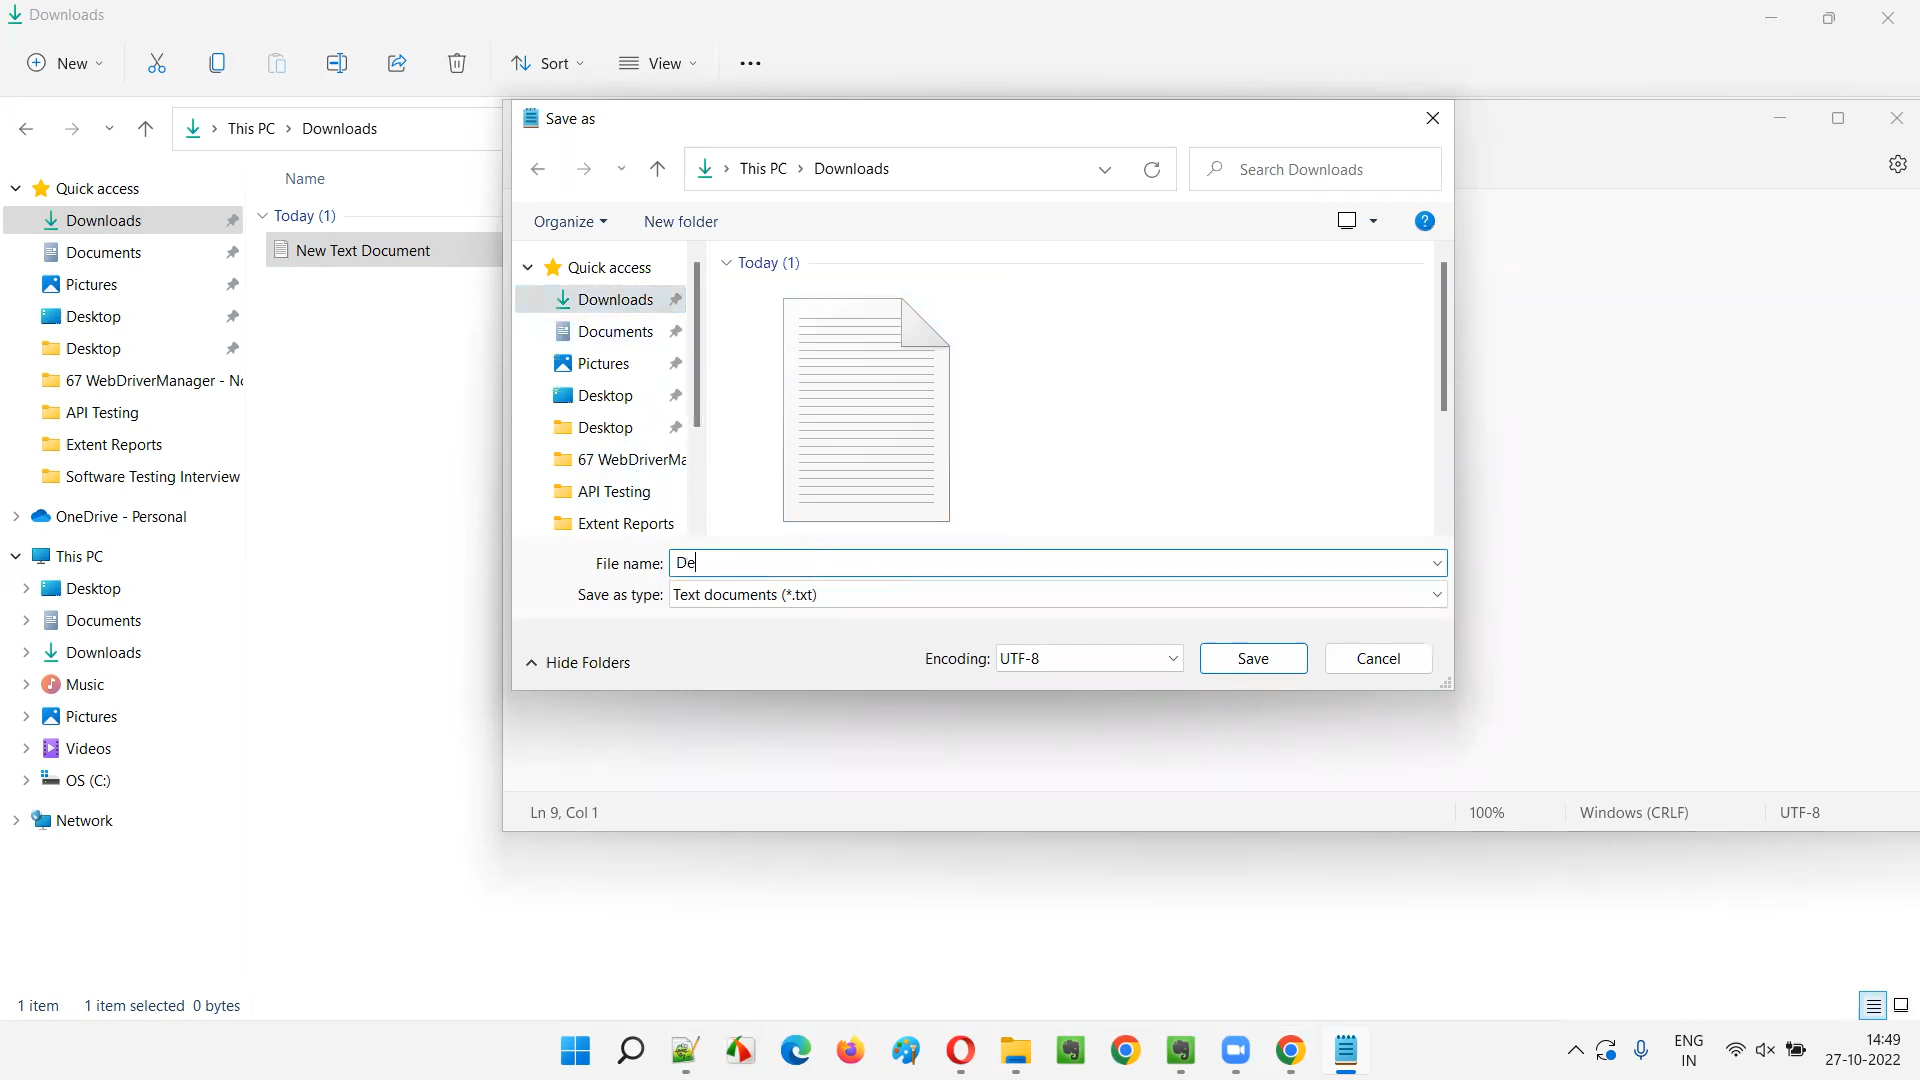 Downloads
New
Sort
View
This PC > Downloads
Quick access
Downloads
Documents
Pictures
Desktop
Desktop
67 WebDriverManager - No
API Testing
Extent Reports
Software Testing Interview
OneDrive - Personal
This PC
Desktop
Documents
Downloads
Music
Pictures
Videos
OS (C:)
Network
Name
Today (1)
New Text Document
Save as
This PC > Downloads
Search Downloads
Organize
New folder
Quick access
Downloads
Documents
Pictures
Desktop
Desktop
67 WebDriverMa
API Testing
Extent Reports
Today (1)
File name: De
Save as type: Text documents (*.txt)
Hide Folders
Encoding: UTF-8
Save
Cancel
Ln 9, Col 1
100%
Windows (CRLF)
UTF-8
1 item
1 item selected 0 bytes
ENG
IN
14:49
27-10-2022